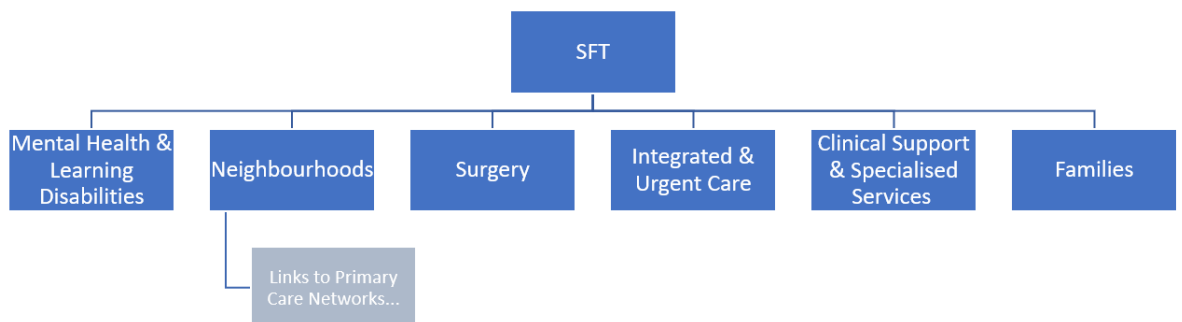 SFT
Mental Health &
Learning
Disabilities
Neighbourhoods
Surgery
Integrated &
Urgent Care
Clinical Support
& Specialised
Services
Families
Links to Primary
Care Networks...